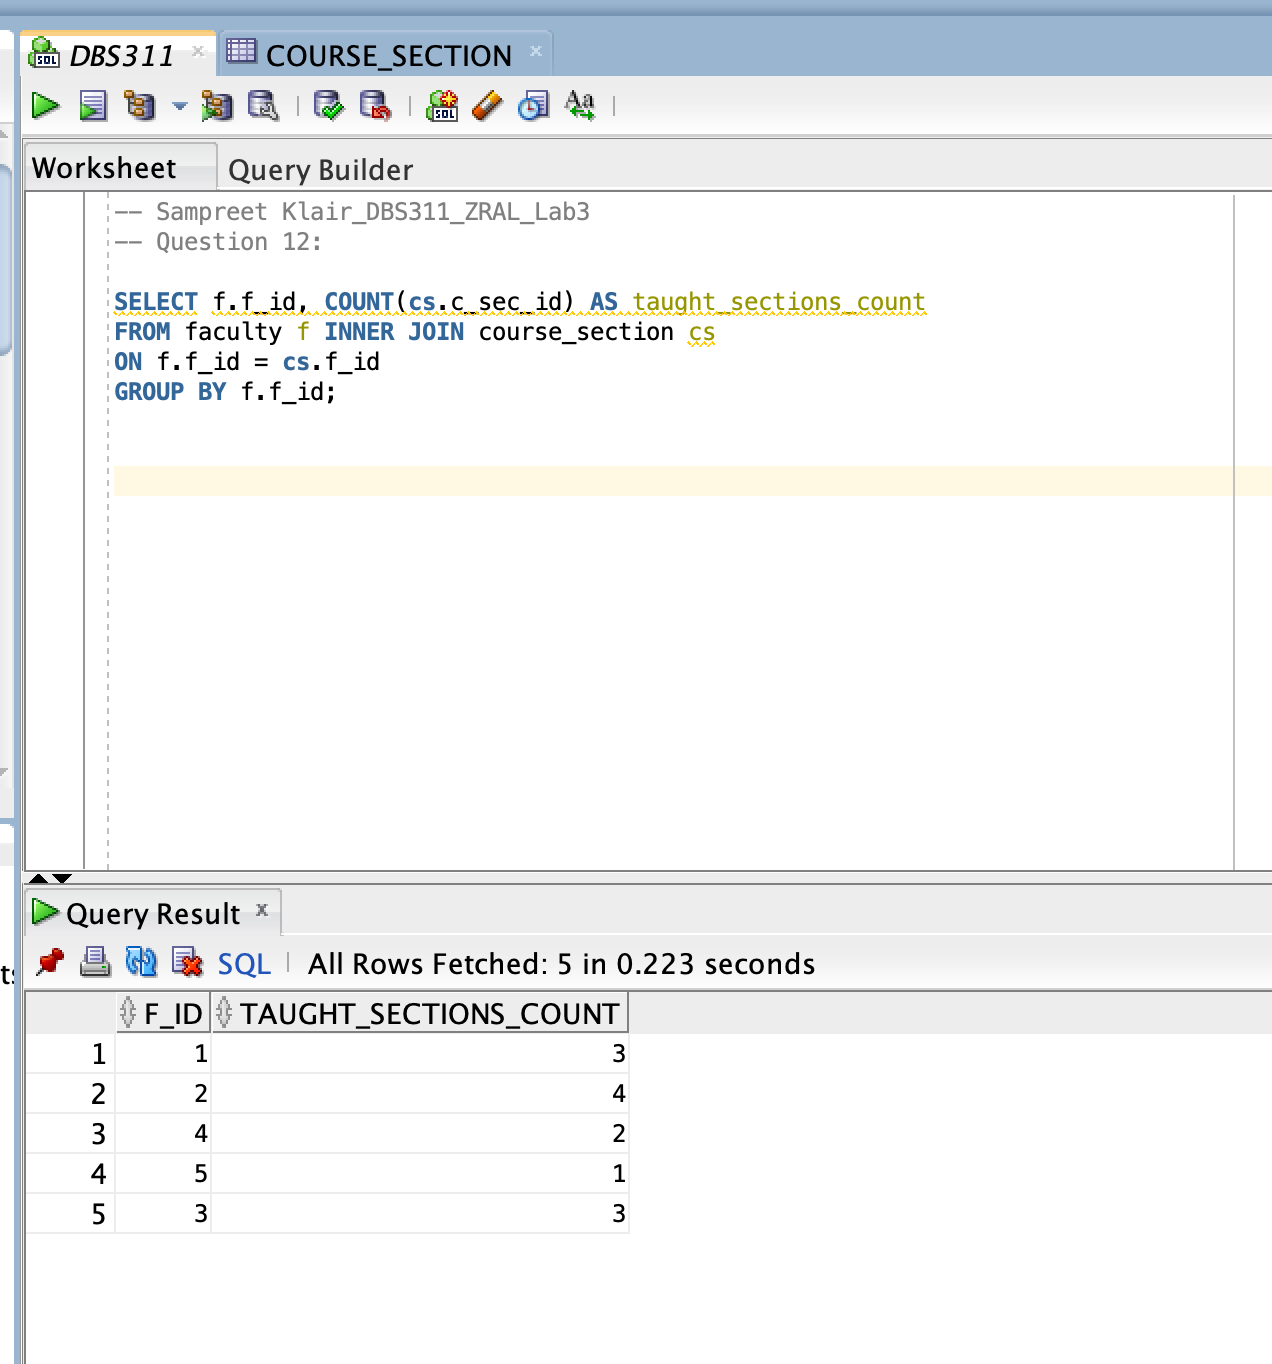 DBS311 COURSE_SECTION
Worksheet Query Builder
-- Sampreet Klair_DBS311_ZRAL_Lab3
-- Question 12:
SELECT f.f_id, COUNT(cs.c_sec_id) AS taught_sections_count
FROM faculty f INNER JOIN course_section cs
ON f.f_id = cs.f_id
GROUP BY f.f_id;
Query Result
SQL All Rows Fetched: 5 in 0.223 seconds
F_ID TAUGHT_SECTIONS_COUNT
1 1 3
2 2 4
3 4 2
4 5 1
5 3 3